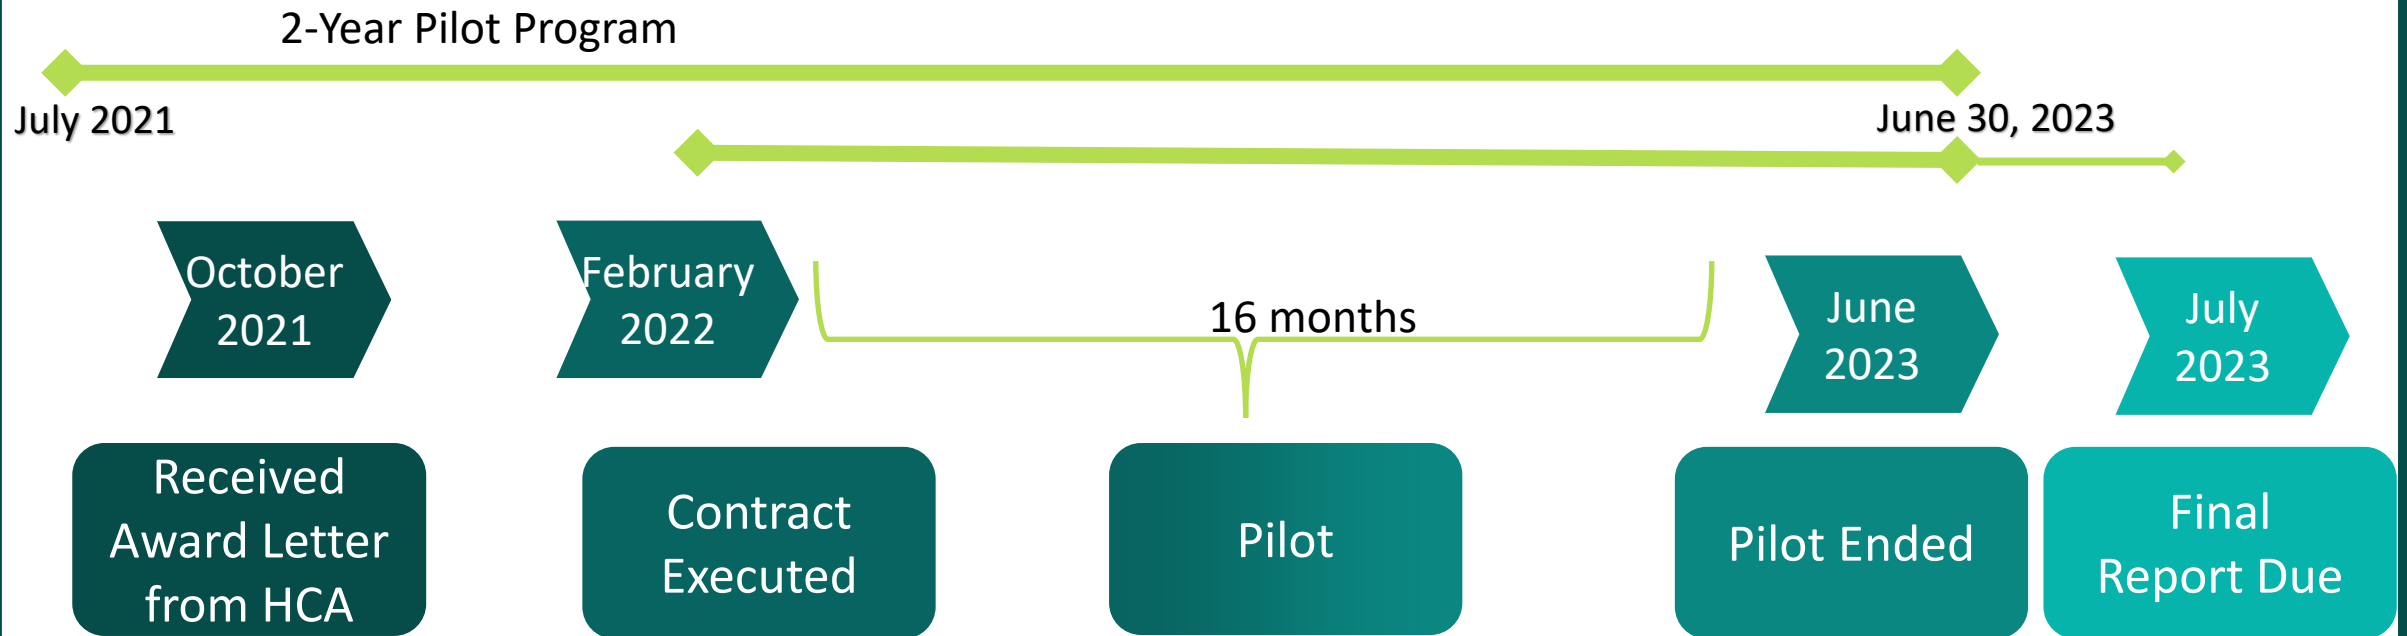 2-Year Pilot Program
July 2021
June 30, 2023
October
2021
February
2022
16 months
June
2023
July
2023
Received
Award Letter
from HCA
Contract
Executed
Pilot
Pilot Ended
Final
Report Due